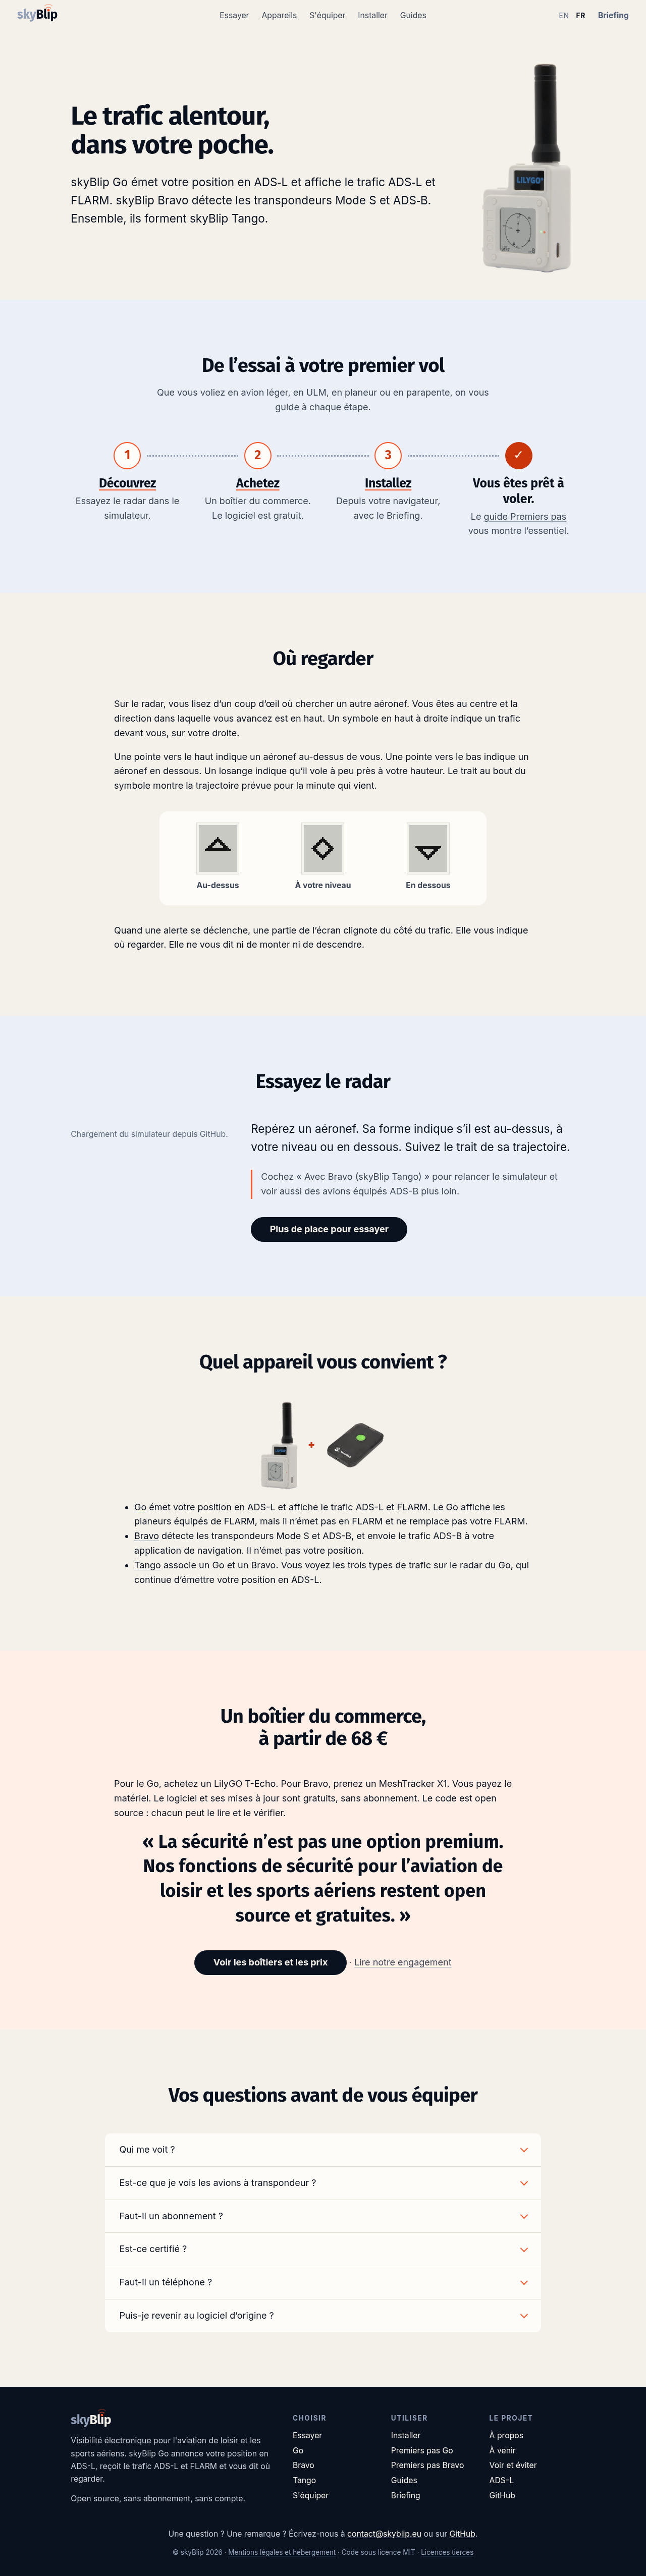 skyBlip
Essayer Appareils S'équiper Installer Guides
EN FR Briefing
Le trafic alentour,
dans votre poche.
skyBlip Go émet votre position en ADS-L et affiche le trafic ADS-L et
FLARM. skyBlip Bravo détecte les transpondeurs Mode S et ADS-B.
Ensemble, ils forment skyBlip Tango.
LILYGO
De l’essai à votre premier vol
Que vous voliez en avion léger, en ULM, en planeur ou en parapente, on vous
guide à chaque étape.
1
Découvrez
Essayez le radar dans le
simulateur.
2
Achetez
Un boîtier du commerce.
Le logiciel est gratuit.
3
Installez
Depuis votre navigateur,
avec le Briefing.
✓
Vous êtes prêt à
voler.
Le guide Premiers pas
vous montre l’essentiel.
Où regarder
Sur le radar, vous lisez d’un coup d’œil où chercher un autre aéronef. Vous êtes au centre et la
direction dans laquelle vous avancez est en haut. Un symbole en haut à droite indique un trafic
devant vous, sur votre droite.
Une pointe vers le haut indique un aéronef au-dessus de vous. Une pointe vers le bas indique un
aéronef en dessous. Un losange indique qu’il vole à peu près à votre hauteur. Le trait au bout du
symbole montre la trajectoire prévue pour la minute qui vient.
Au-dessus
À votre niveau
En dessous
Quand une alerte se déclenche, une partie de l’écran clignote du côté du trafic. Elle vous indique
où regarder. Elle ne vous dit ni de monter ni de descendre.
Essayez le radar
Chargement du simulateur depuis GitHub.
Repérez un aéronef. Sa forme indique s’il est au-dessus, à
votre niveau ou en dessous. Suivez le trait de sa trajectoire.
Cochez « Avec Bravo (skyBlip Tango) » pour relancer le simulateur et
voir aussi des avions équipés ADS-B plus loin.
Plus de place pour essayer
Quel appareil vous convient ?
+
• Go émet votre position en ADS-L et affiche le trafic ADS-L et FLARM. Le Go affiche les
planeurs équipés de FLARM, mais il n’émet pas en FLARM et ne remplace pas votre FLARM.
• Bravo détecte les transpondeurs Mode S et ADS-B, et envoie le trafic ADS-B à votre
application de navigation. Il n’émet pas votre position.
• Tango associe un Go et un Bravo. Vous voyez les trois types de trafic sur le radar du Go, qui
continue d’émettre votre position en ADS-L.
Un boîtier du commerce,
à partir de 68 €
Pour le Go, achetez un LilyGO T-Echo. Pour Bravo, prenez un MeshTracker X1. Vous payez le
matériel. Le logiciel et ses mises à jour sont gratuits, sans abonnement. Le code est open
source : chacun peut le lire et le vérifier.
« La sécurité n’est pas une option premium.
Nos fonctions de sécurité pour l’aviation de
loisir et les sports aériens restent open
source et gratuites. »
Voir les boîtiers et les prix · Lire notre engagement
Vos questions avant de vous équiper
Qui me voit ?
Est-ce que je vois les avions à transpondeur ?
Faut-il un abonnement ?
Est-ce certifié ?
Faut-il un téléphone ?
Puis-je revenir au logiciel d’origine ?
skyBlip
Visibilité électronique pour l'aviation de loisir et les
sports aériens. skyBlip Go annonce votre position en
ADS-L, reçoit le trafic ADS-L et FLARM et vous dit où
regarder.
Open source, sans abonnement, sans compte.
CHOISIR
Essayer
Go
Bravo
Tango
S'équiper
UTILISER
Installer
Premiers pas Go
Premiers pas Bravo
Guides
Briefing
LE PROJET
À propos
À venir
Voir et éviter
ADS-L
GitHub
Une question ? Une remarque ? Écrivez-nous à contact@skyblip.eu ou sur GitHub.
© skyBlip 2026 · Mentions légales et hébergement · Code sous licence MIT · Licences tierces